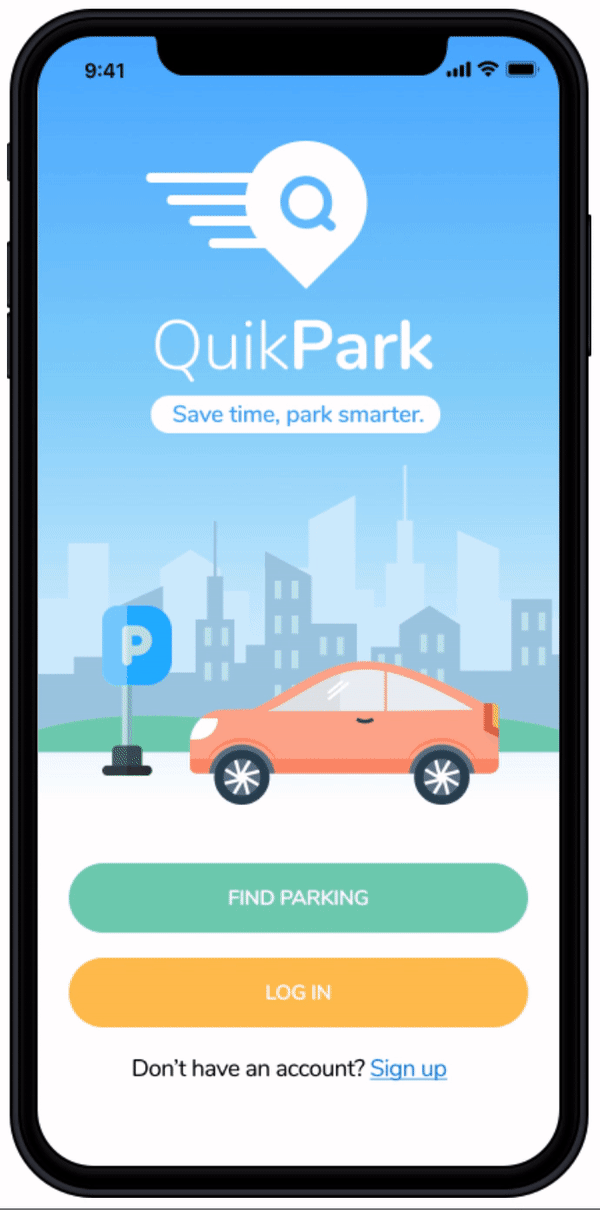 9:41
QuikPark
Save time, park smarter.
P
FIND PARKING
LOG IN
Don’t have an account? Sign up